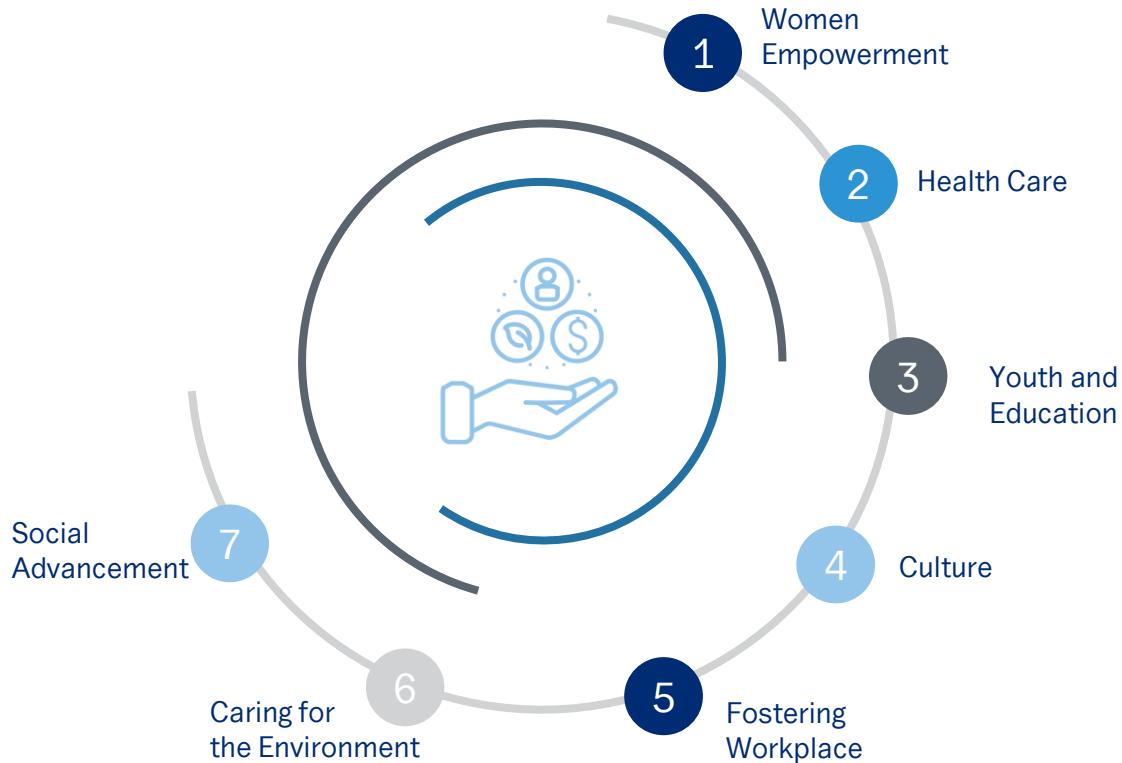 1
Women
Empowerment
2
Health Care
3
Youth and
Education
4
Culture
5
Fostering
Workplace
6
Caring for
the Environment
7
Social
Advancement
$